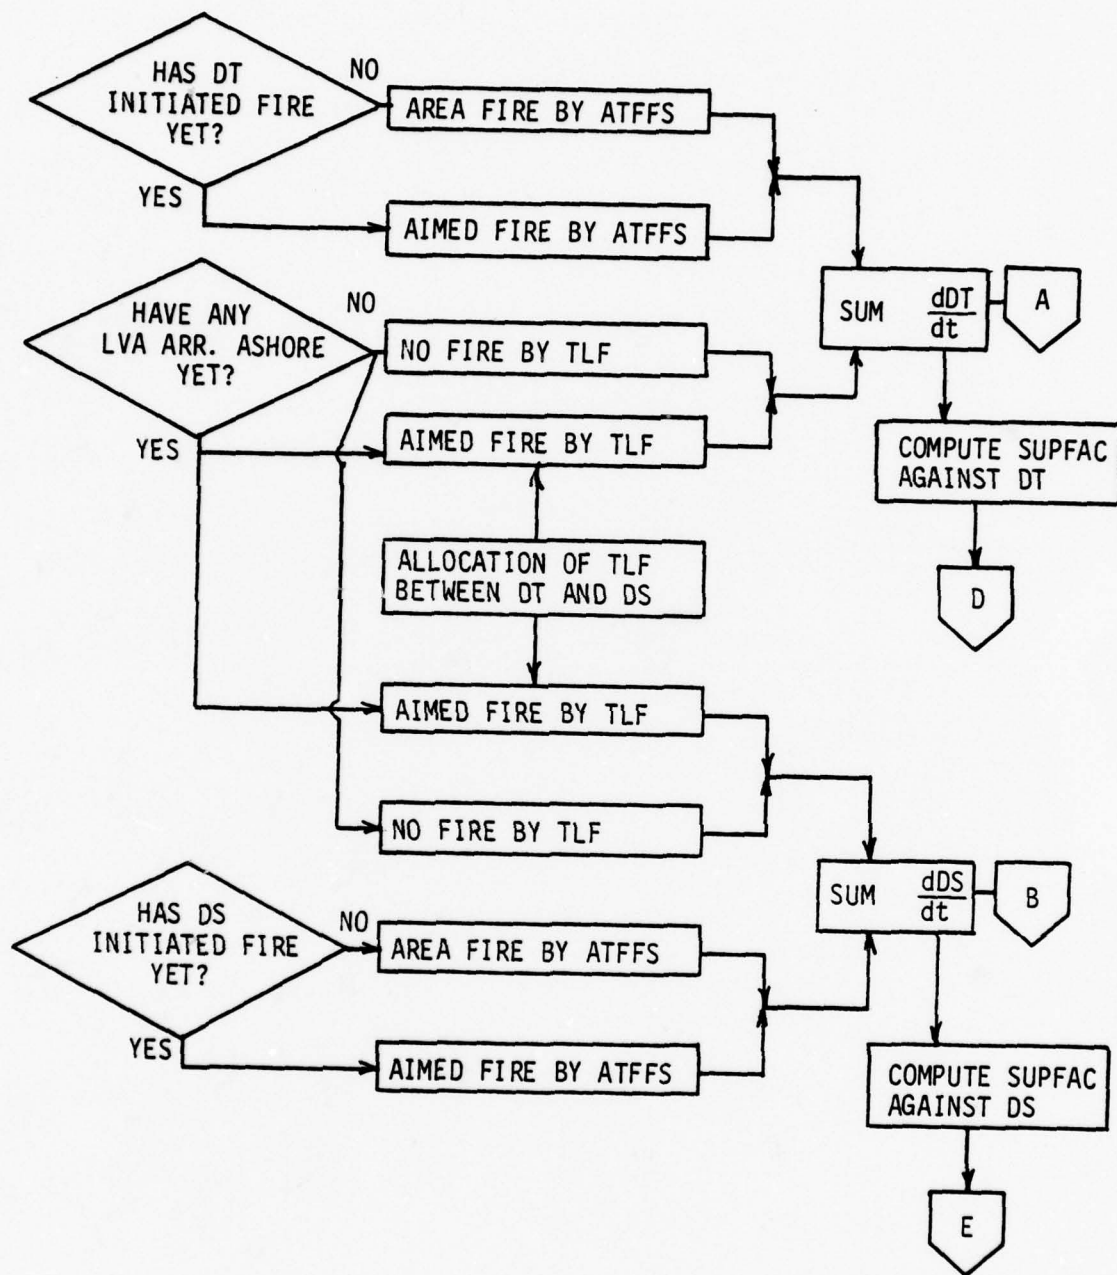 HAS DT
INITIATED FIRE
YET?
NO
YES
AREA FIRE BY ATFFS
AIMED FIRE BY ATFFS
HAVE ANY
LVA ARR. ASHORE
YET?
NO
YES
NO FIRE BY TLF
AIMED FIRE BY TLF
SUM dDT
dt
A
COMPUTE SUPFAC
AGAINST DT
D
ALLOCATION OF TLF
BETWEEN DT AND DS
AIMED FIRE BY TLF
NO FIRE BY TLF
SUM dDS
dt
B
HAS DS
INITIATED FIRE
YET?
NO
YES
AREA FIRE BY ATFFS
AIMED FIRE BY ATFFS
COMPUTE SUPFAC
AGAINST DS
E